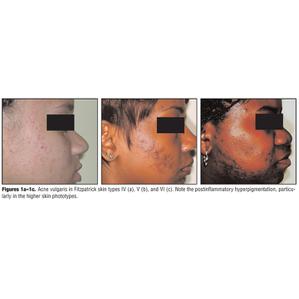 Figures 1a–1c. Acne vulgaris in Fitzpatrick skin types IV (a), V (b), and VI (c). Note the postinflammatory hyperpigmentation, particu-
larly in the higher skin phototypes.